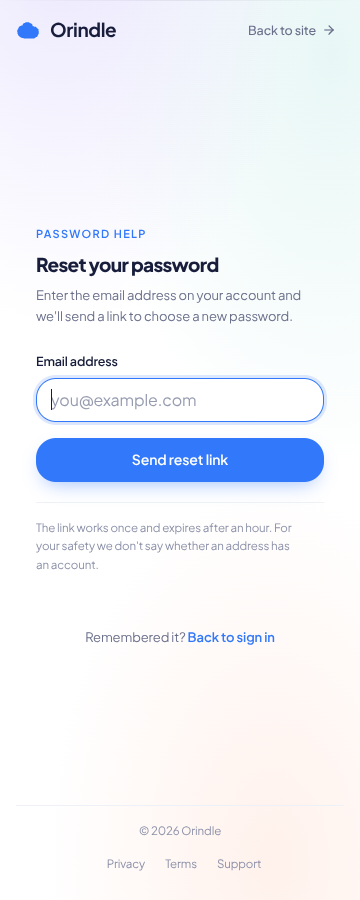 Orindle
Back to site
PASSWORD HELP
Reset your password
Enter the email address on your account and
we'll send a link to choose a new password.
Email address
you@example.com
Send reset link
The link works once and expires after an hour. For
your safety we don't say whether an address has
an account.
Remembered it? Back to sign in
© 2026 Orindle
Privacy Terms Support